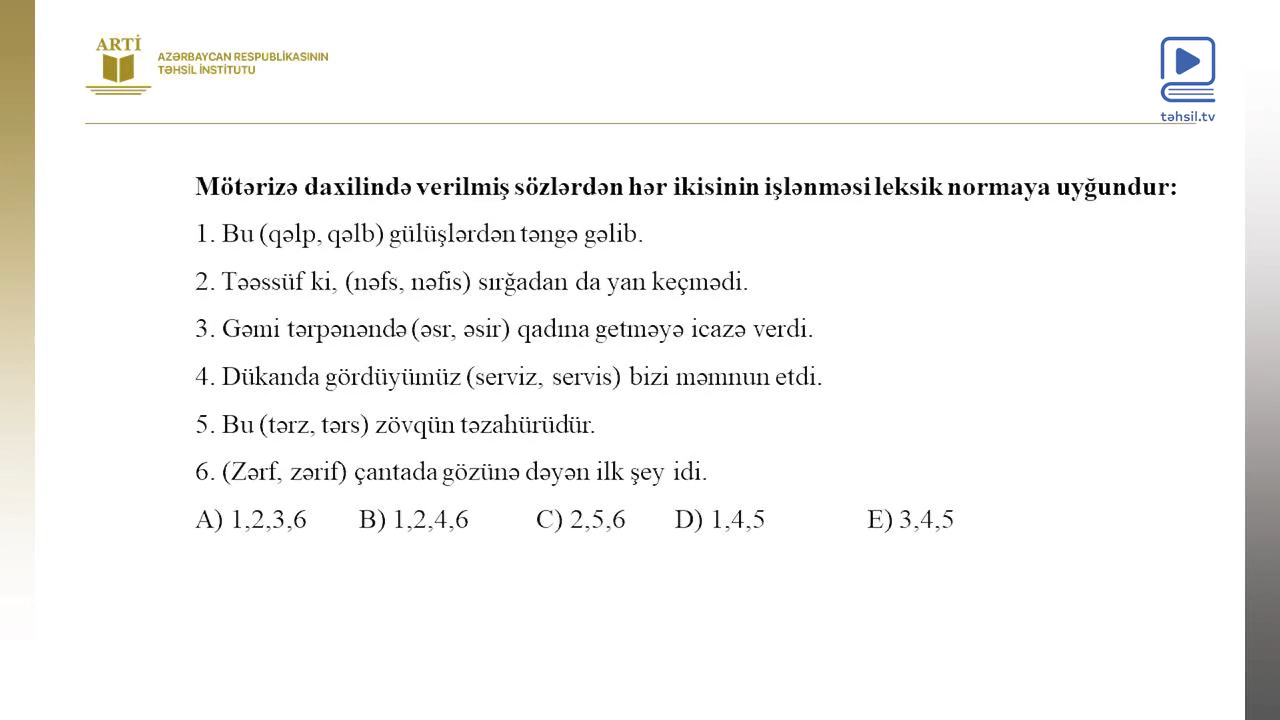 ARTİ
AZƏRBAYCAN RESPUBLİKASININ
TƏHSİL İNSTİTUTU
təhsil.tv
Mötərizə daxilində verilmiş sözlərdən hər ikisinin işlənməsi leksik normaya uyğundur:
1. Bu (qəlp, qəlb) gülüşlərdən təngə gəlib.
2. Təəssüf ki, (nəfs, nəfis) sırğadan da yan keçmədi.
3. Gəmi tərpənəndə (əsr, əsir) qadına getməyə icazə verdi.
4. Dükanda gördüyümüz (serviz, servis) bizi məmnun etdi.
5. Bu (tərz, tərs) zövqün təzahürüdür.
6. (Zərf, zərif) çantada gözünə dəyən ilk şey idi.
A) 1,2,3,6 B) 1,2,4,6 C) 2,5,6 D) 1,4,5 E) 3,4,5